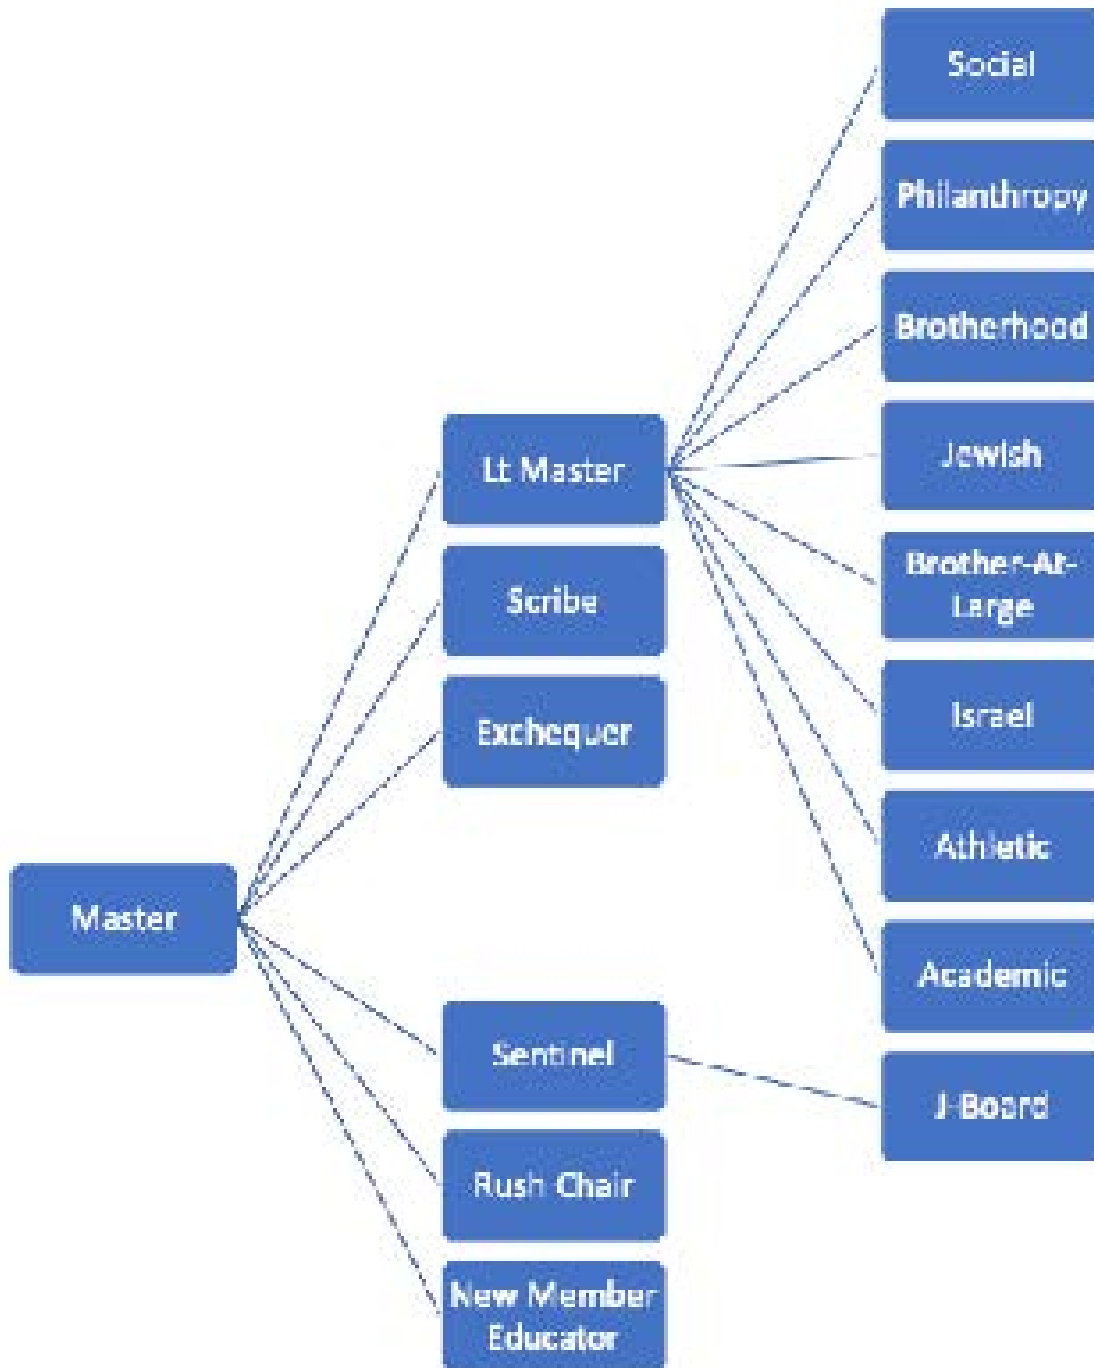 Social
Philanthropy
Brotherhood
Lt Master
Jewish
Scribe
Brother-At-
Large
Exchequer
Israel
Athletic
Master
Academic
Sentinel
J-Board
Rush Chair
New Member
Educator